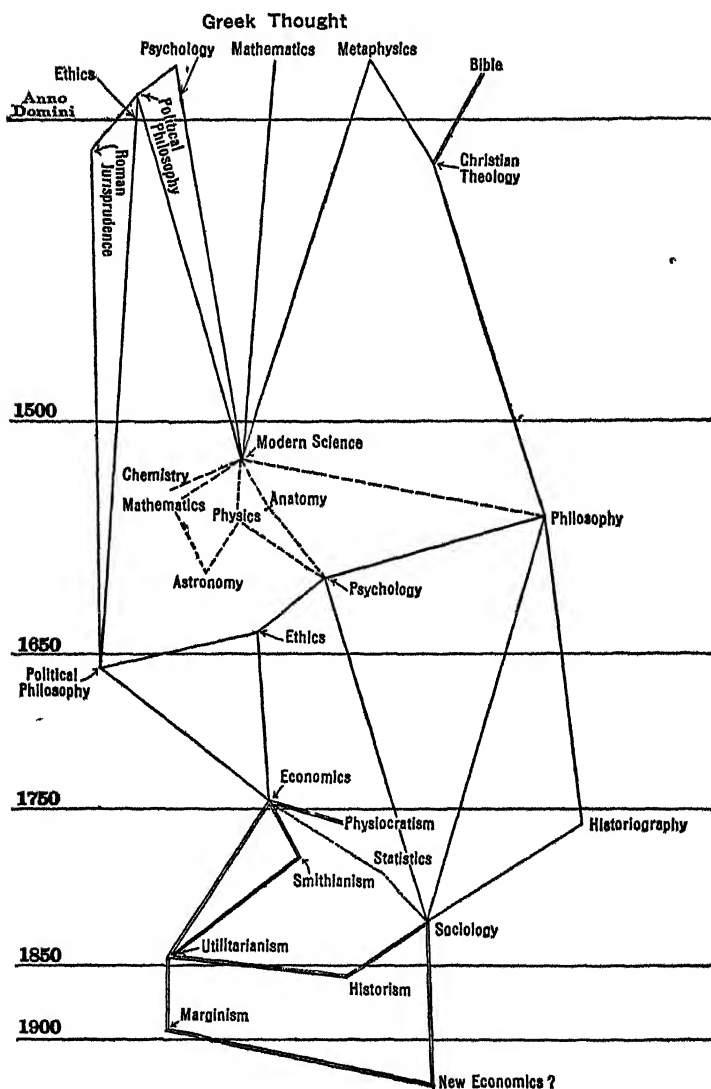 Greek Thought
Psychology Mathematics Metaphysics
Bible
Ethics
Anno
Domini
Political
Philosophy
Roman
Jurisprudence
Christian
Theology
1500
Modern Science
Chemistry
Mathematics
Anatomy
Physics
Philosophy
Astronomy
Psychology
Ethics
1650
Political
Philosophy
Economics
1750
Physiocratism
Historiography
Statistics
Smithianism
Sociology
Utilitarianism
1850
Historism
Marginism
1900
New Economics ?